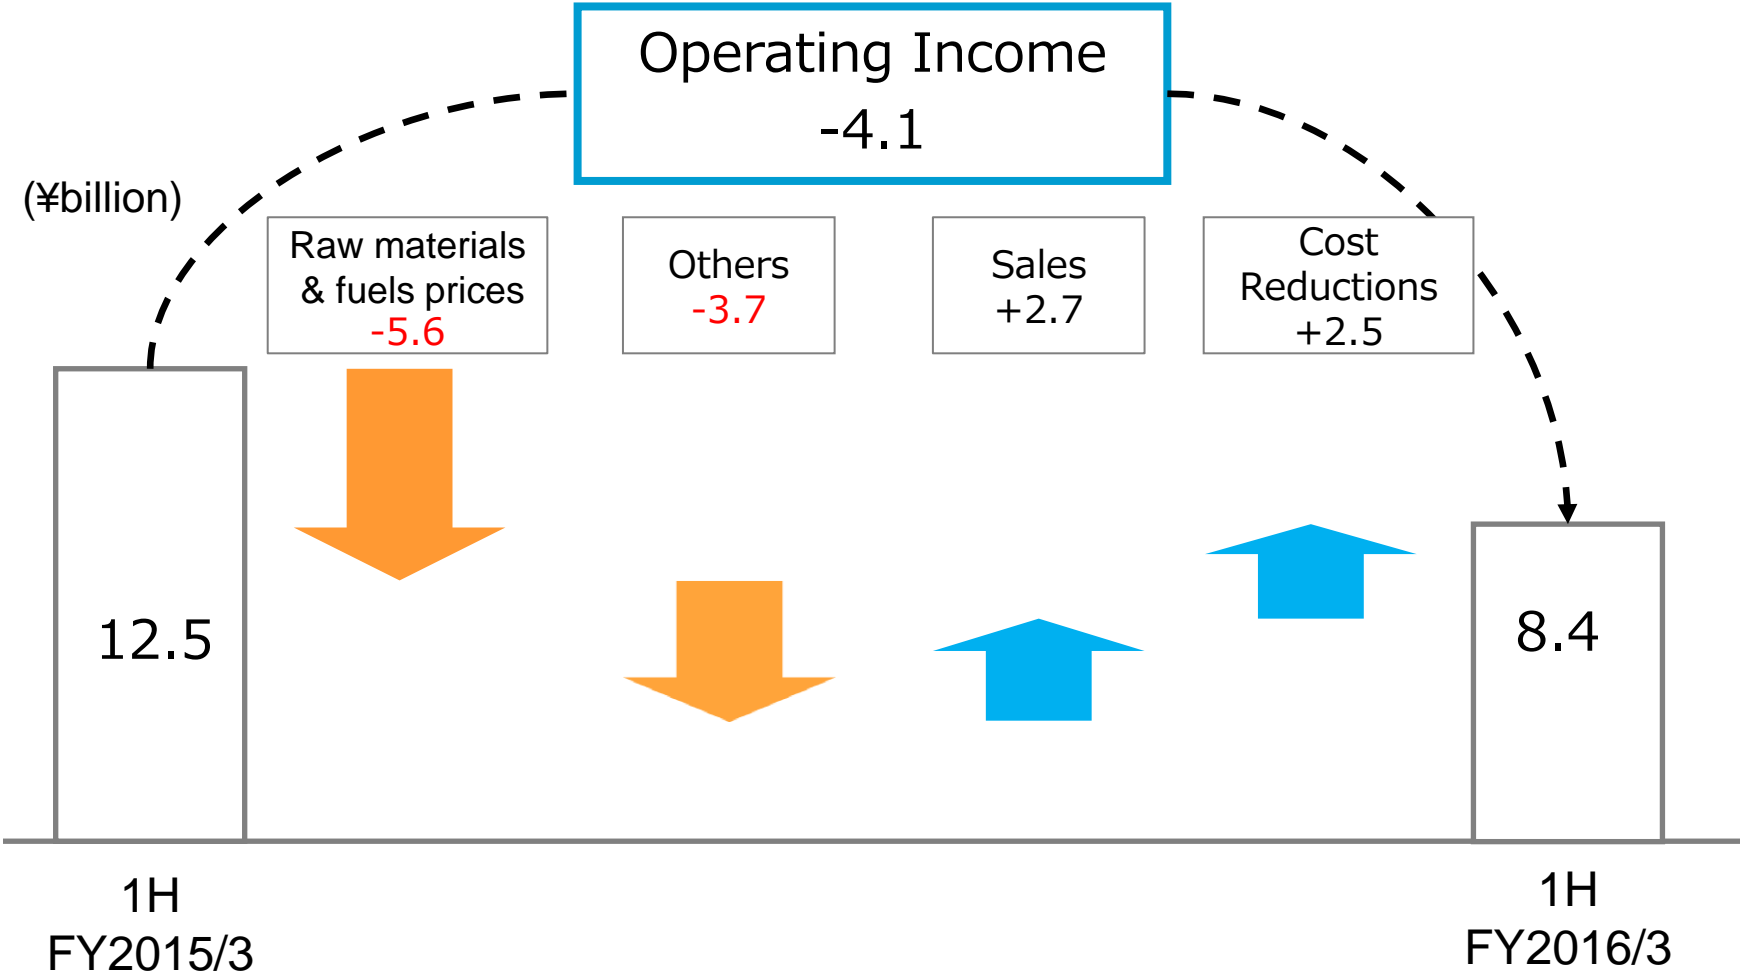 Operating Income
-4.1
(¥billion)
Raw materials
& fuels prices
-5.6
Others
-3.7
Sales
+2.7
Cost
Reductions
+2.5
12.5
8.4
1H
FY2015/3
1H
FY2016/3